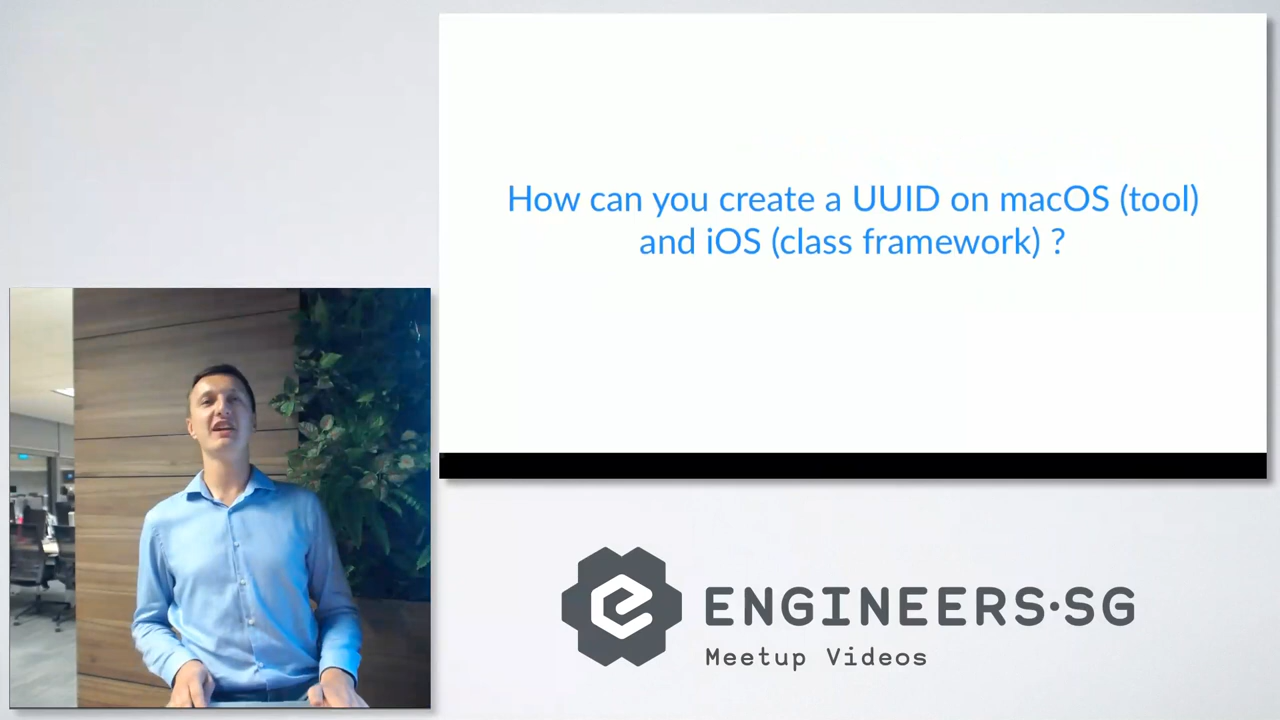 How can you create a UUID on macOS (tool)
and iOS (class framework) ?
ENGINEERS·SG
Meetup Videos